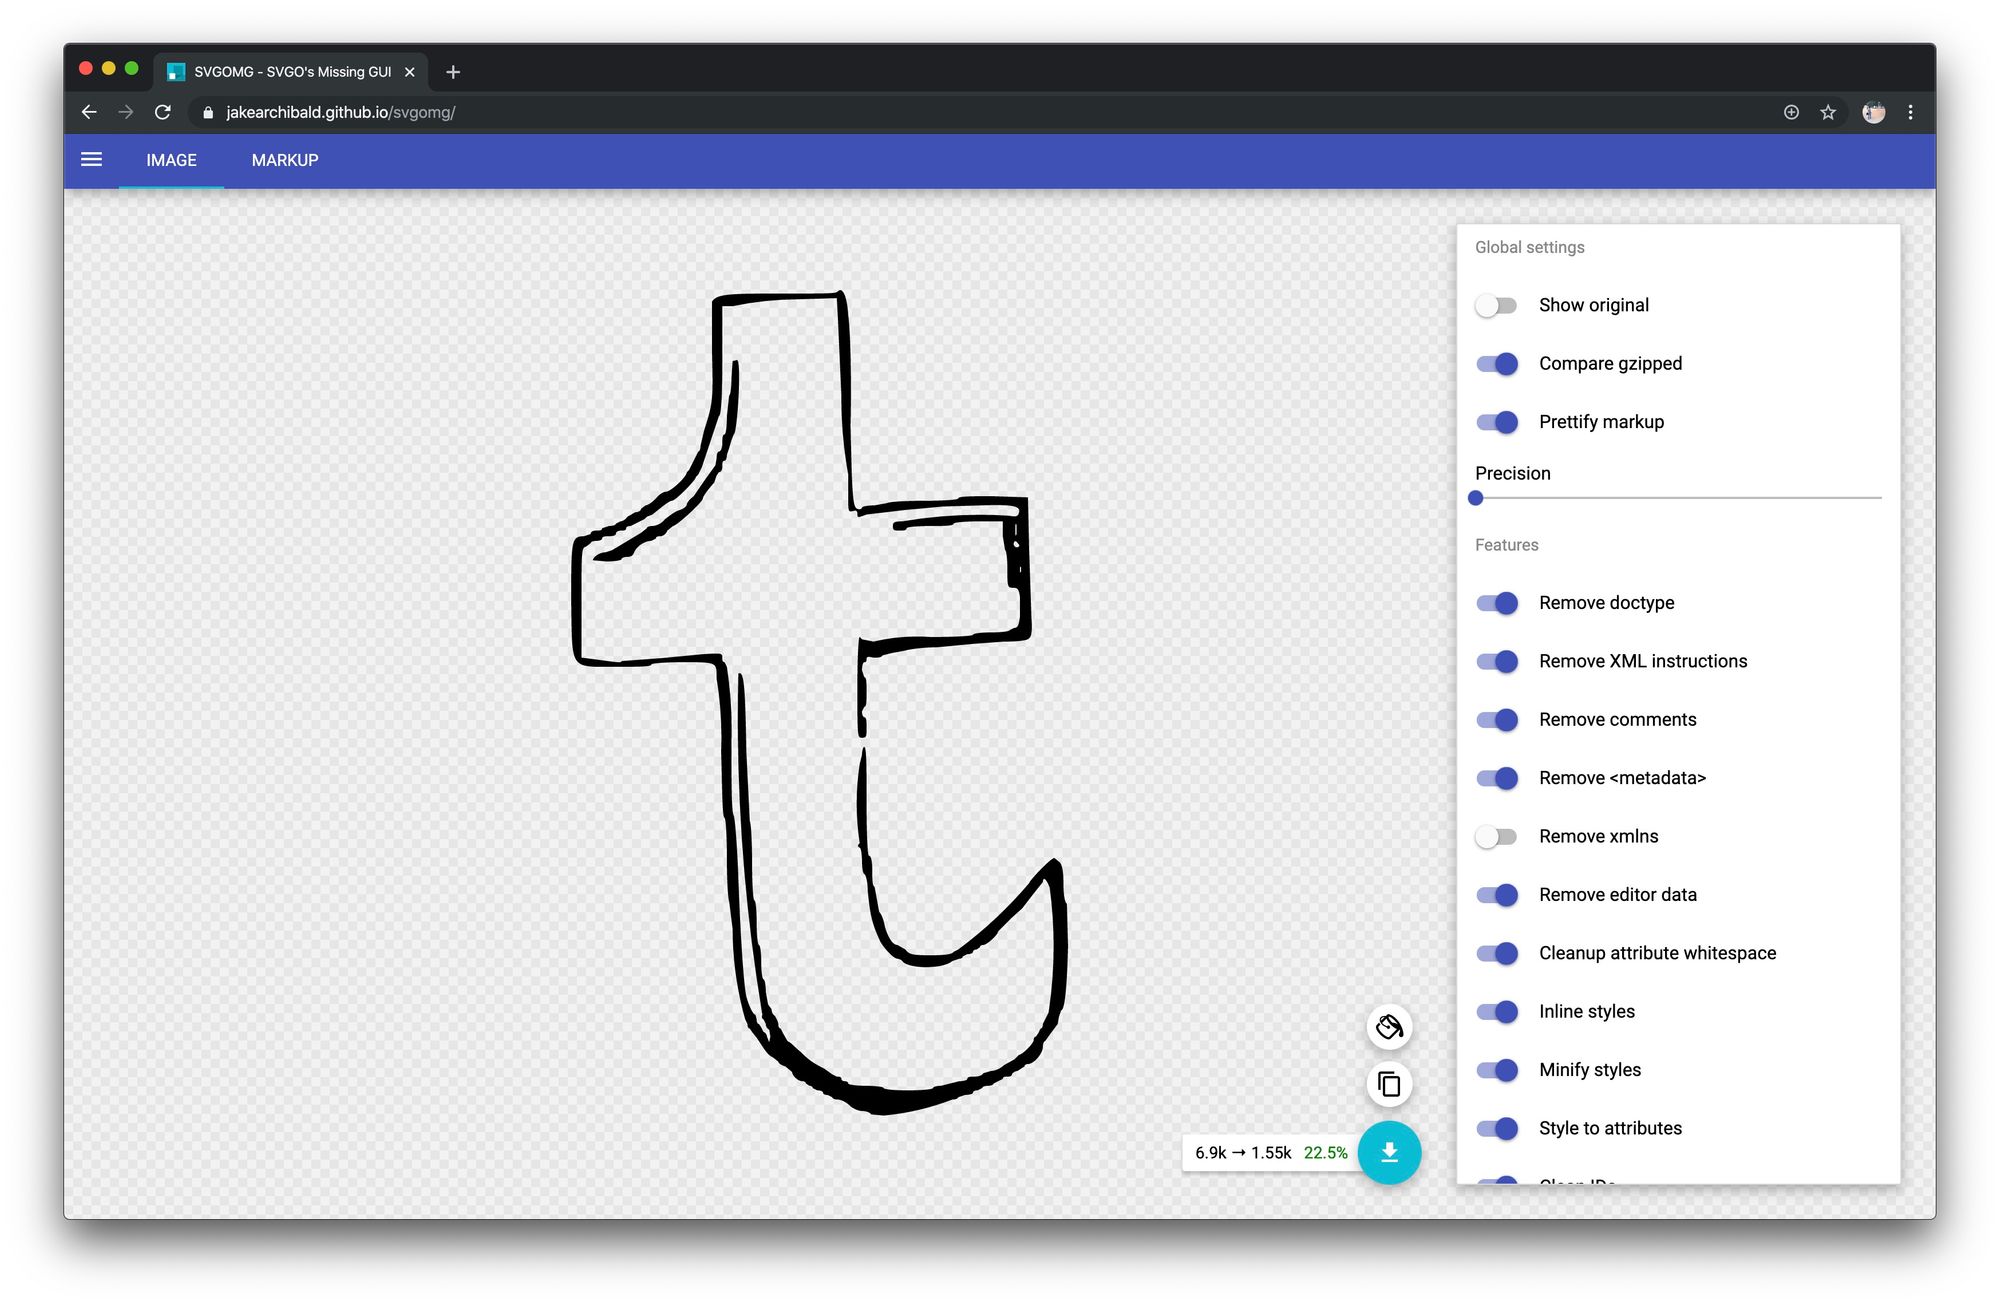 SVGOMG - SVGO's Missing GUI
jakearchibald.github.io/svgomg/
IMAGE
MARKUP
Global settings
Show original
Compare gzipped
Prettify markup
Precision
Features
Remove doctype
Remove XML instructions
Remove comments
Remove <metadata>
Remove xmlns
Remove editor data
Cleanup attribute whitespace
Inline styles
Minify styles
Style to attributes
Clean IDs
t
6.9k → 1.55k 22.5%